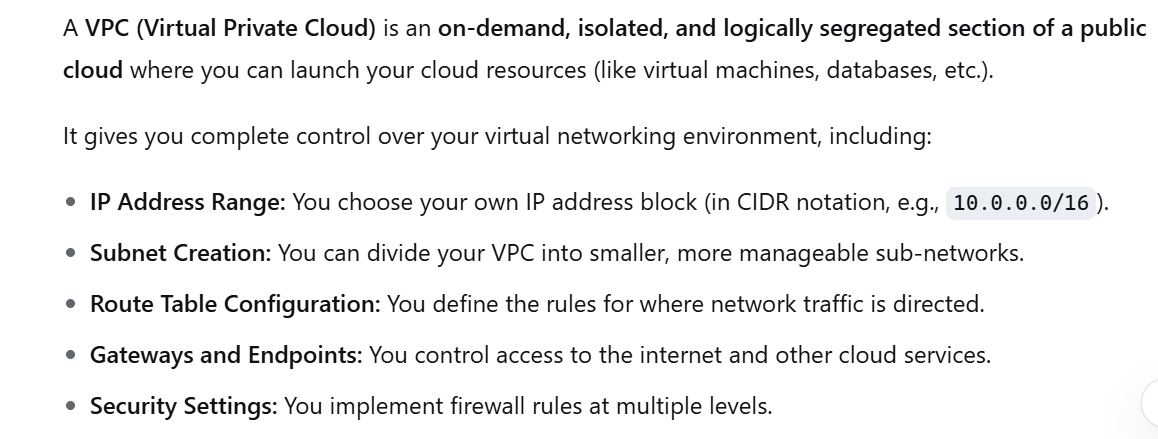 A VPC (Virtual Private Cloud) is an on-demand, isolated, and logically segregated section of a public
cloud where you can launch your cloud resources (like virtual machines, databases, etc.).
It gives you complete control over your virtual networking environment, including:
• IP Address Range: You choose your own IP address block (in CIDR notation, e.g., 10.0.0.0/16).
• Subnet Creation: You can divide your VPC into smaller, more manageable sub-networks.
• Route Table Configuration: You define the rules for where network traffic is directed.
• Gateways and Endpoints: You control access to the internet and other cloud services.
• Security Settings: You implement firewall rules at multiple levels.